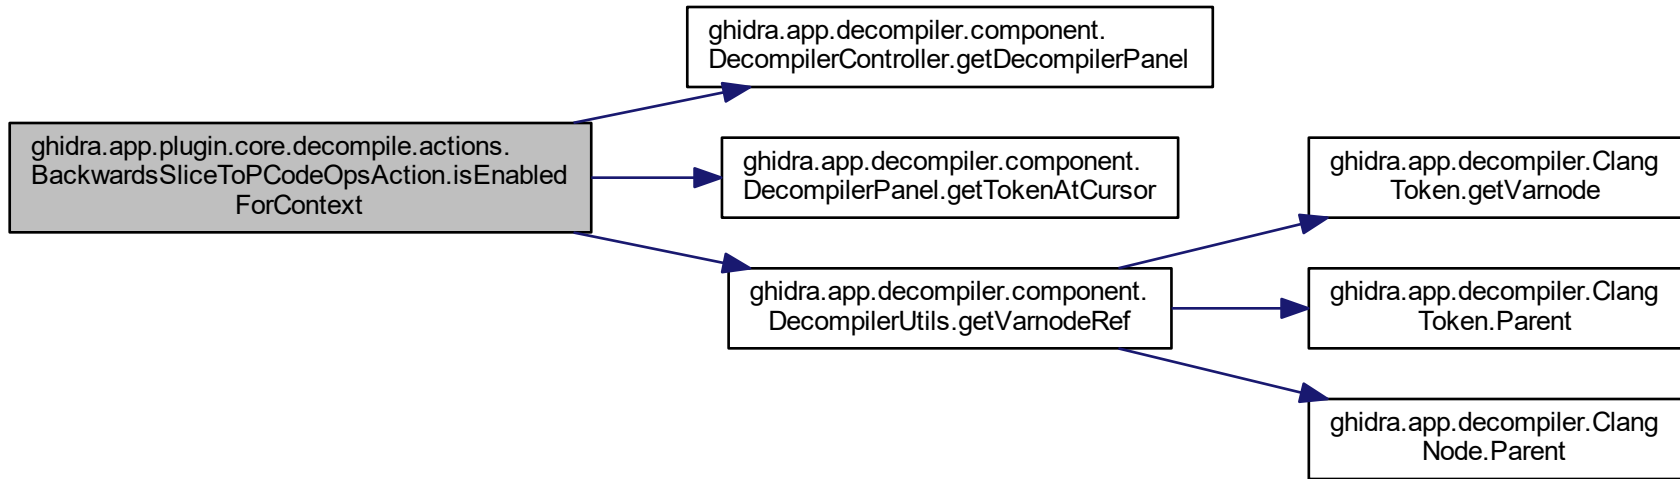 ghidra.app.decompiler.component.
DecompilerController.getDecompilerPanel
ghidra.app.plugin.core.decompile.actions.
BackwardsSliceToPCodeOpsAction.isEnabled
ForContext
ghidra.app.decompiler.component.
DecompilerPanel.getTokenAtCursor
ghidra.app.decompiler.Clang
Token.getVarnode
ghidra.app.decompiler.component.
DecompilerUtils.getVarnodeRef
ghidra.app.decompiler.Clang
Token.Parent
ghidra.app.decompiler.Clang
Node.Parent